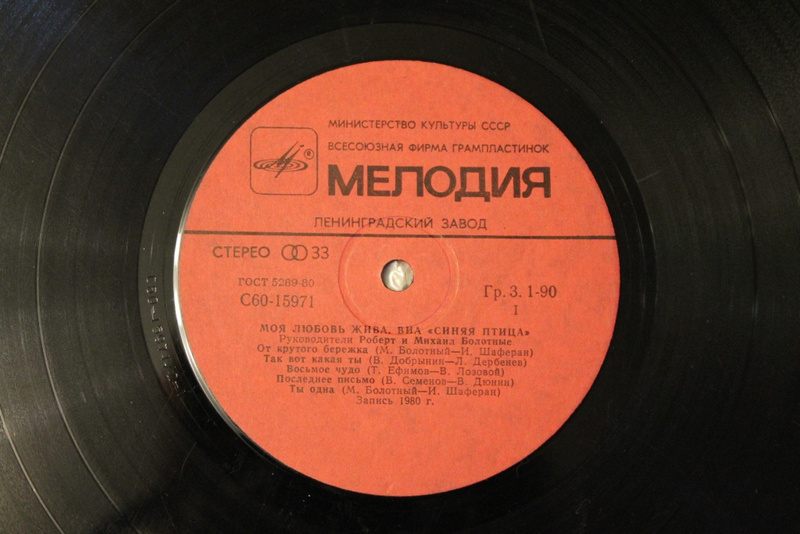 МИНИСТЕРСТВО КУЛЬТУРЫ СССР
ВСЕСОЮЗНАЯ ФИРМА ГРАМПЛАСТИНОК
®
МЕЛОДИЯ
ЛЕНИНГРАДСКИЙ ЗАВОД
СТЕРЕО 33
ГОСТ 5289-80
С60-15971
Гр. 3. 1-90
I
МОЯ ЛЮБОВЬ ЖИВА. ВИА «СИНЯЯ ПТИЦА»
Руководители Роберт и Михаил Болотные
От крутого бережка (М. Болотный—И. Шаферан)
Так вот какая ты (В. Добрынин—Л. Дербенев)
Восьмое чудо (Т. Ефимов—В. Лозовой)
Последнее письмо (В. Семенов—В. Дюнин)
Ты одна (М. Болотный—И. Шаферан)
Запись 1980 г.